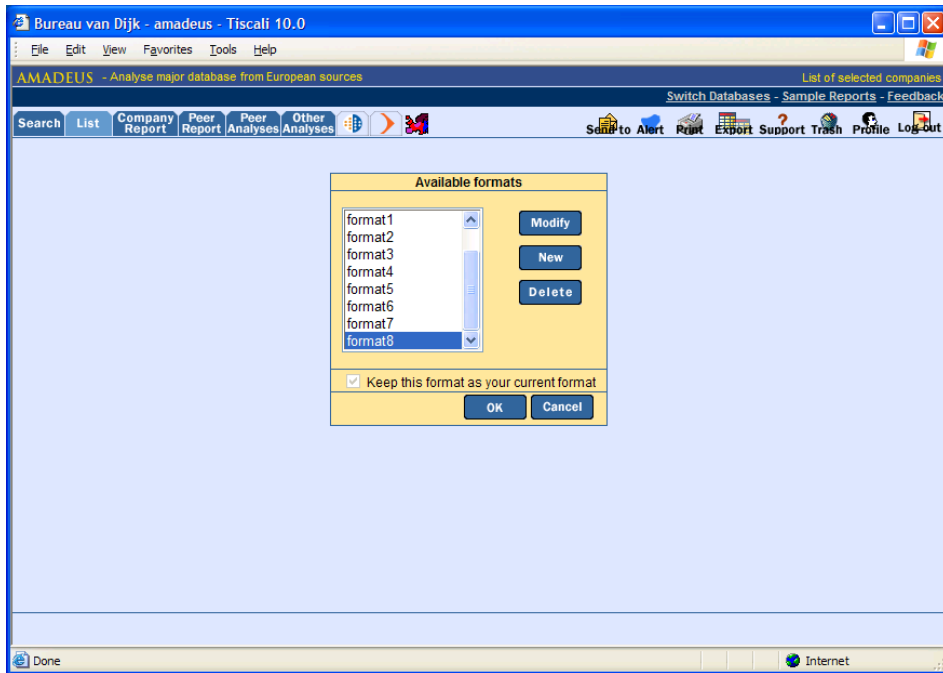 Bureau van Dijk - amadeus - Tiscali 10.0
File Edit View Favorites Tools Help
AMADEUS - Analyse major database from European sources List of selected companies
Switch Databases - Sample Reports - Feedback
Search List Company Report Peer Report Peer Analyses Other Analyses Send to Alert Print Export Support Trash Profile Log out
Available formats
format1
format2
format3
format4
format5
format6
format7
format8
Modify
New
Delete
Keep this format as your current format
OK Cancel
Done Internet